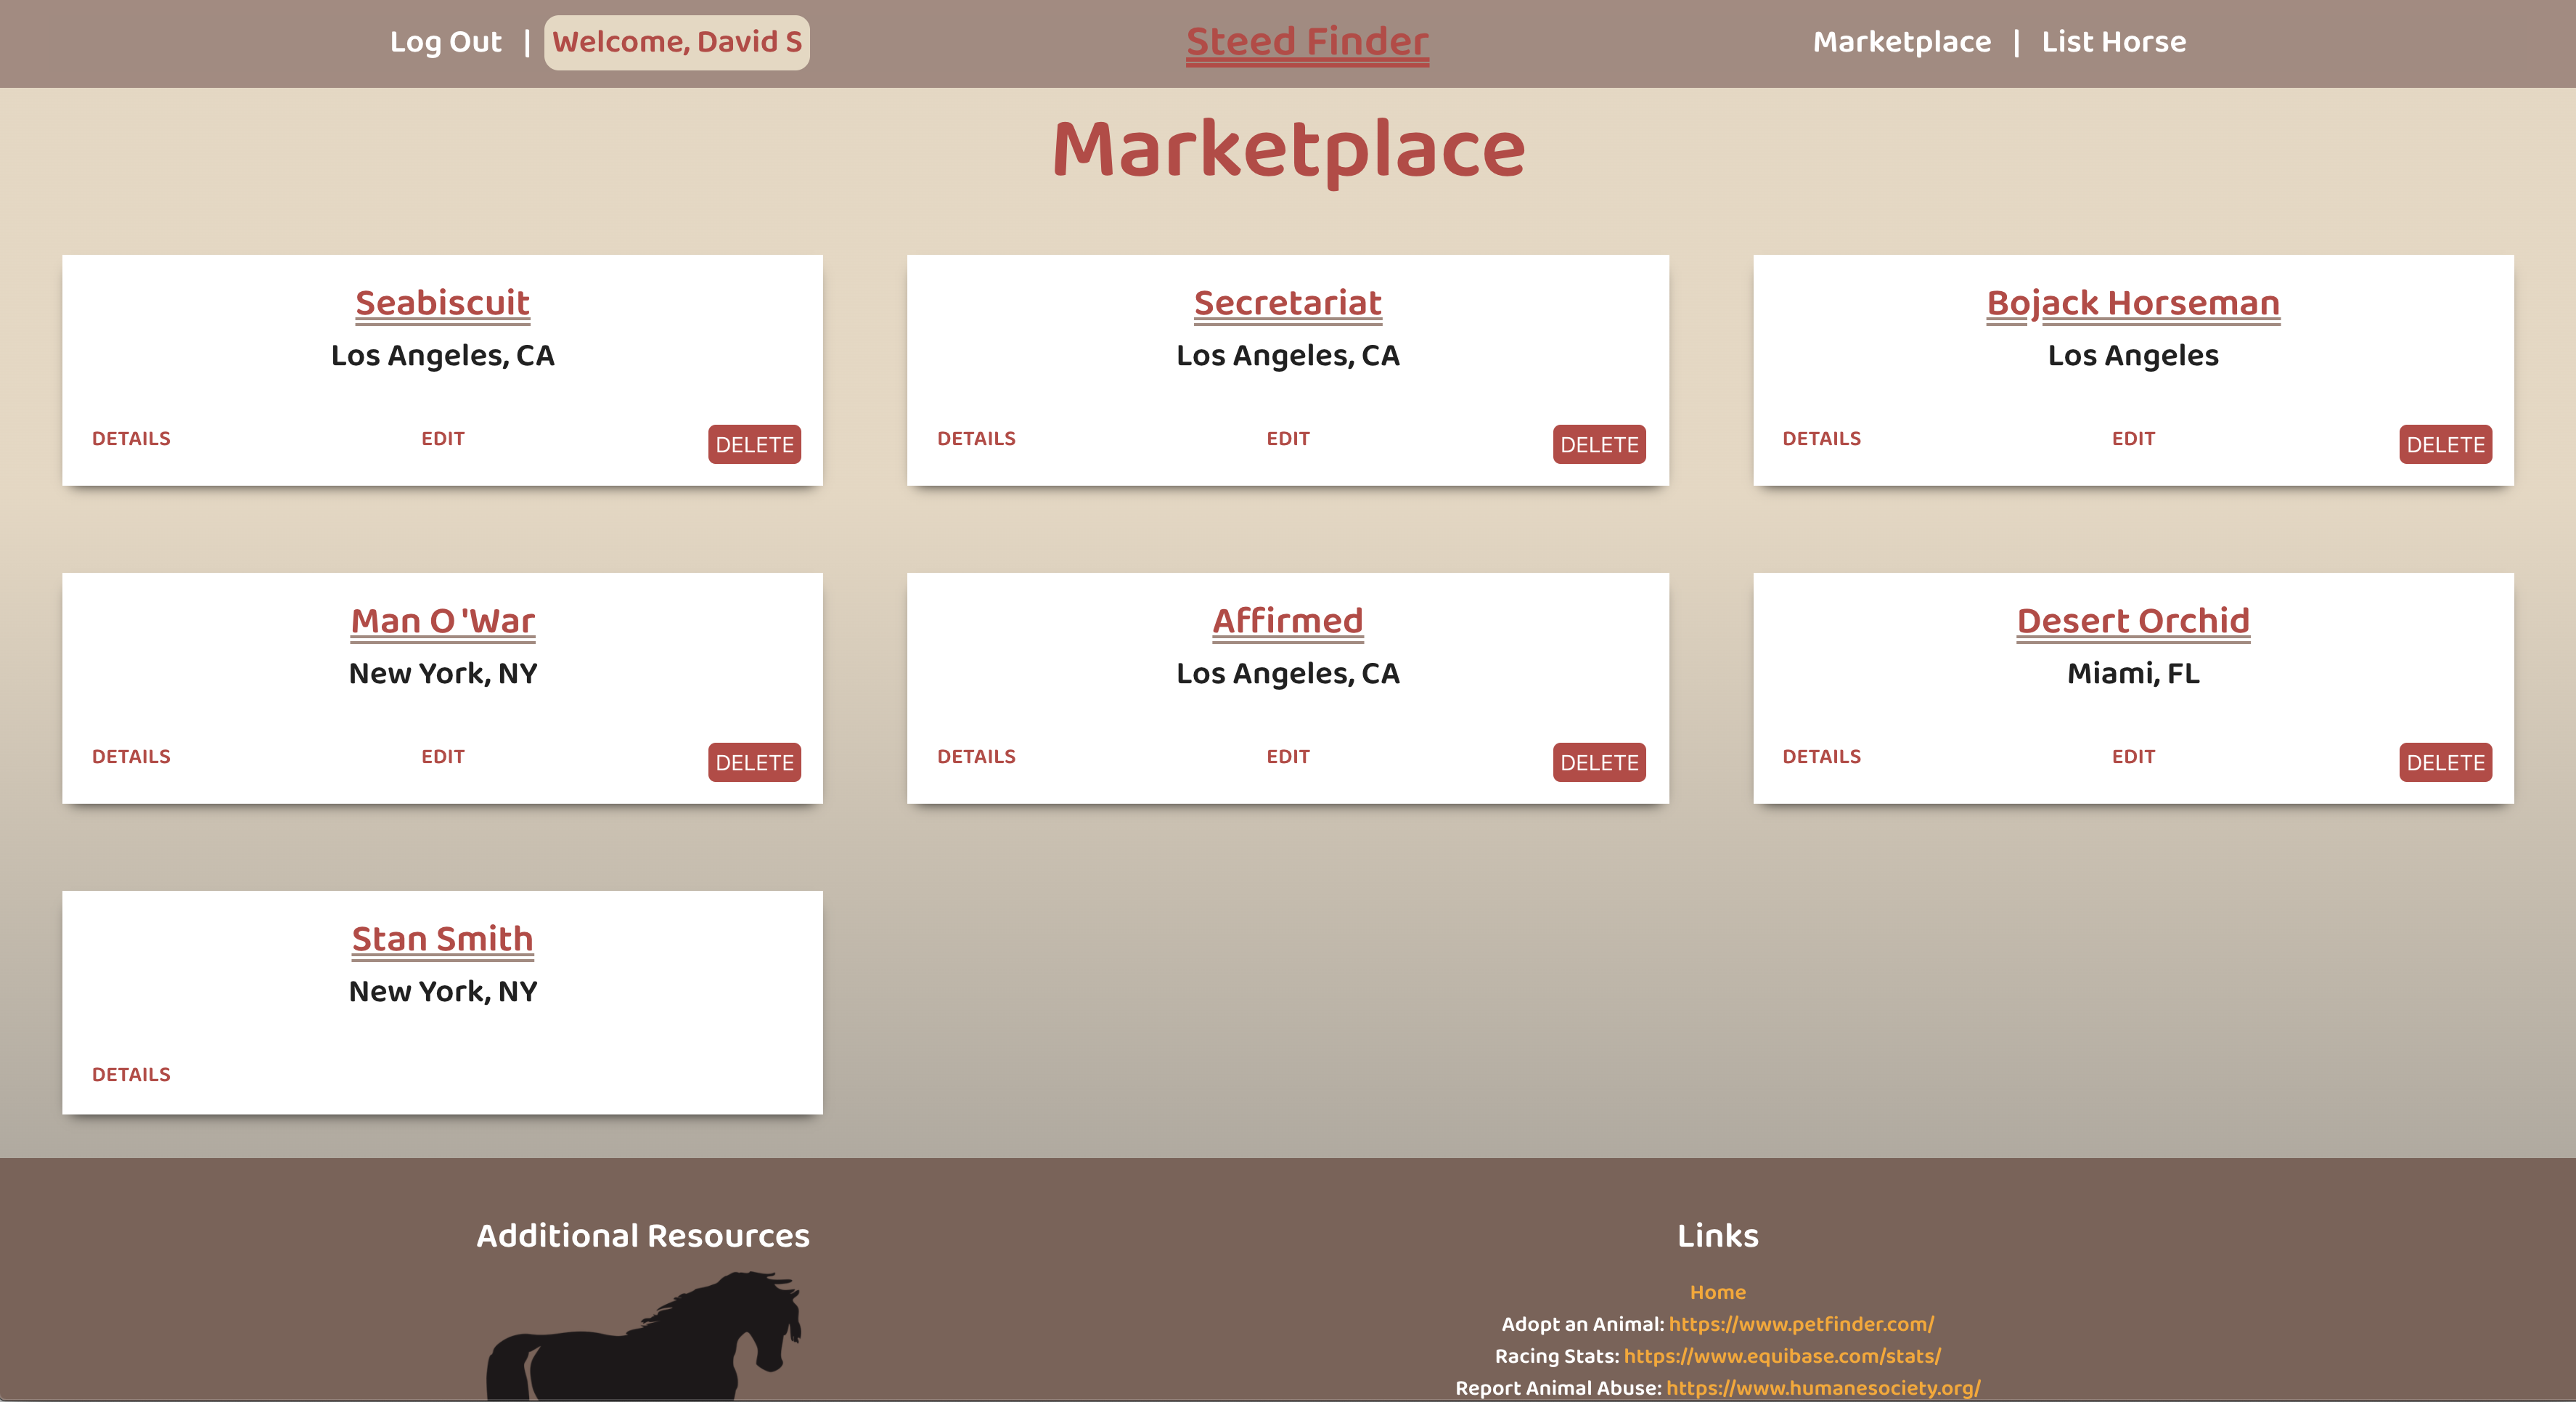 Log Out | Welcome, David S
Steed Finder
Marketplace | List Horse
Marketplace
Seabiscuit
Los Angeles, CA
DETAILS EDIT DELETE
Secretariat
Los Angeles, CA
DETAILS EDIT DELETE
Bojack Horseman
Los Angeles
DETAILS EDIT DELETE
Man O 'War
New York, NY
DETAILS EDIT DELETE
Affirmed
Los Angeles, CA
DETAILS EDIT DELETE
Desert Orchid
Miami, FL
DETAILS EDIT DELETE
Stan Smith
New York, NY
DETAILS
Additional Resources
Links
Home
Adopt an Animal: https://www.petfinder.com/
Racing Stats: https://www.equibase.com/stats/
Report Animal Abuse: https://www.humanesociety.org/